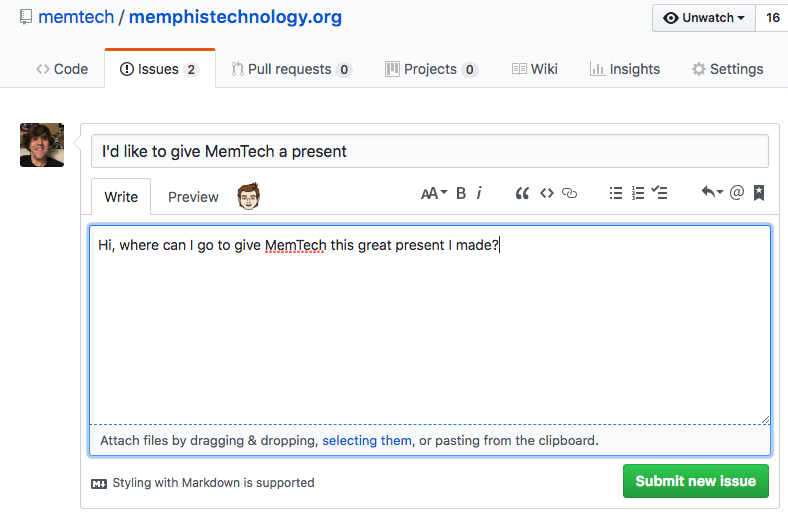 memtech / memphistechnology.org
Unwatch 16
Code Issues 2 Pull requests 0 Projects 0 Wiki Insights Settings
I'd like to give MemTech a present
Write Preview AA B i “ <> @
Hi, where can I go to give MemTech this great present I made?
Attach files by dragging & dropping, selecting them, or pasting from the clipboard.
Styling with Markdown is supported
Submit new issue